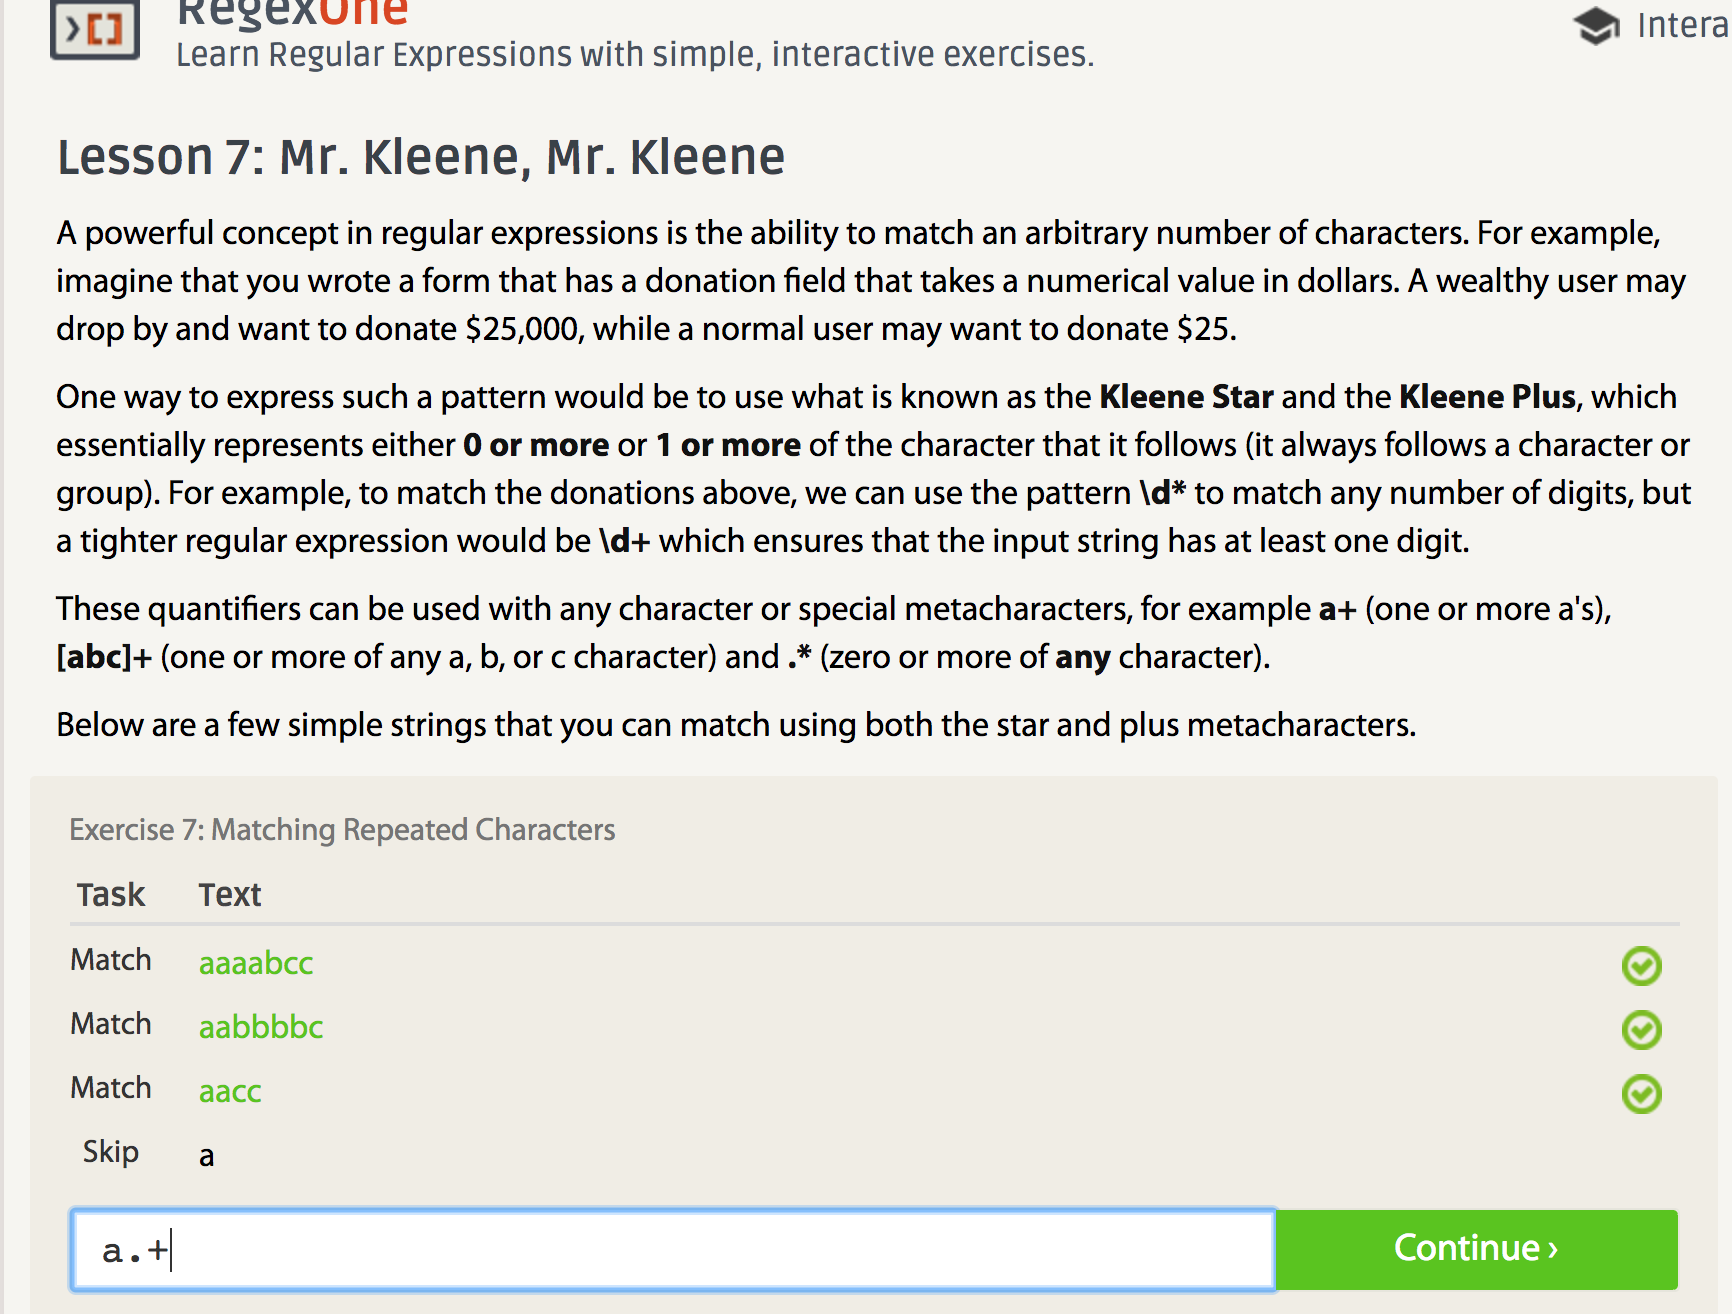 RegexOne
Learn Regular Expressions with simple, interactive exercises.
Intera
Lesson 7: Mr. Kleene, Mr. Kleene
A powerful concept in regular expressions is the ability to match an arbitrary number of characters. For example,
imagine that you wrote a form that has a donation field that takes a numerical value in dollars. A wealthy user may
drop by and want to donate $25,000, while a normal user may want to donate $25.
One way to express such a pattern would be to use what is known as the Kleene Star and the Kleene Plus, which
essentially represents either 0 or more or 1 or more of the character that it follows (it always follows a character or
group). For example, to match the donations above, we can use the pattern \d* to match any number of digits, but
a tighter regular expression would be \d+ which ensures that the input string has at least one digit.
These quantifiers can be used with any character or special metacharacters, for example a+ (one or more a's),
[abc]+ (one or more of any a, b, or c character) and .* (zero or more of any character).
Below are a few simple strings that you can match using both the star and plus metacharacters.
Exercise 7: Matching Repeated Characters
Task Text
Match aaaabcc
Match aabbbbc
Match aacc
Skip a
a.+
Continue ›